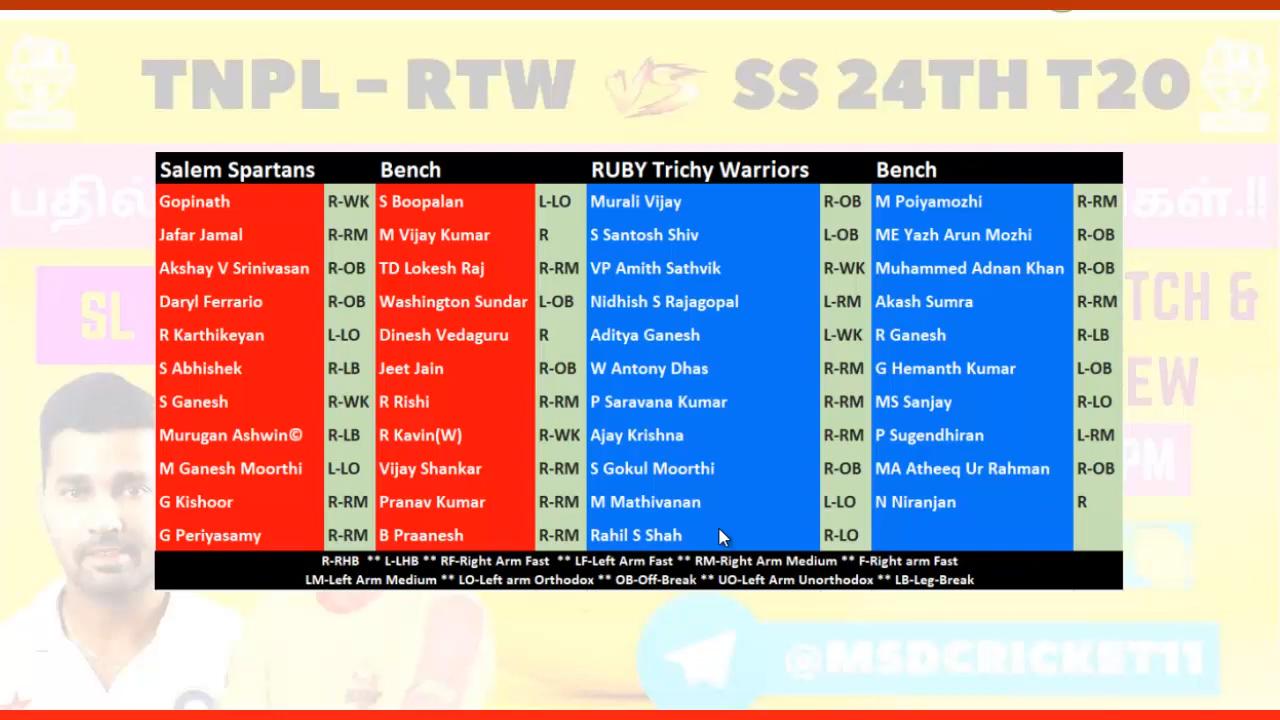 TNPL - RTW VS SS 24TH T20
Salem Spartans Bench RUBY Trichy Warriors Bench
Gopinath R-WK S Boopalan L-LO Murali Vijay R-OB M Poiyamozhi R-RM
Jafar Jamal R-RM M Vijay Kumar R S Santosh Shiv L-OB ME Yazh Arun Mozhi R-OB
Akshay V Srinivasan R-OB TD Lokesh Raj R-RM VP Amith Sathvik R-WK Muhammed Adnan Khan R-OB
Daryl Ferrario R-OB Washington Sundar L-OB Nidhish S Rajagopal L-RM Akash Sumra R-RM
R Karthikeyan L-LO Dinesh Vedaguru R Aditya Ganesh L-WK R Ganesh R-LB
S Abhishek R-LB Jeet Jain R-OB W Antony Dhas R-RM G Hemanth Kumar L-OB
S Ganesh R-WK R Rishi R-RM P Saravana Kumar R-RM MS Sanjay R-LO
Murugan Ashwin© R-LB R Kavin(W) R-WK Ajay Krishna R-RM P Sugendhiran L-RM
M Ganesh Moorthi L-LO Vijay Shankar R-RM S Gokul Moorthi R-OB MA Atheeq Ur Rahman R-OB
G Kishoor R-RM Pranav Kumar R-RM M Mathivanan L-LO N Niranjan R
G Periyasamy R-RM B Praanesh R-RM Rahil S Shah R-LO
R-RHB ** L-LHB ** RF-Right Arm Fast ** LF-Left Arm Fast ** RM-Right Arm Medium ** F-Right arm Fast
LM-Left Arm Medium ** LO-Left arm Orthodox ** OB-Off-Break ** UO-Left Arm Unorthodox ** LB-Leg-Break
SL
&
PM
@MSDCRICKET11